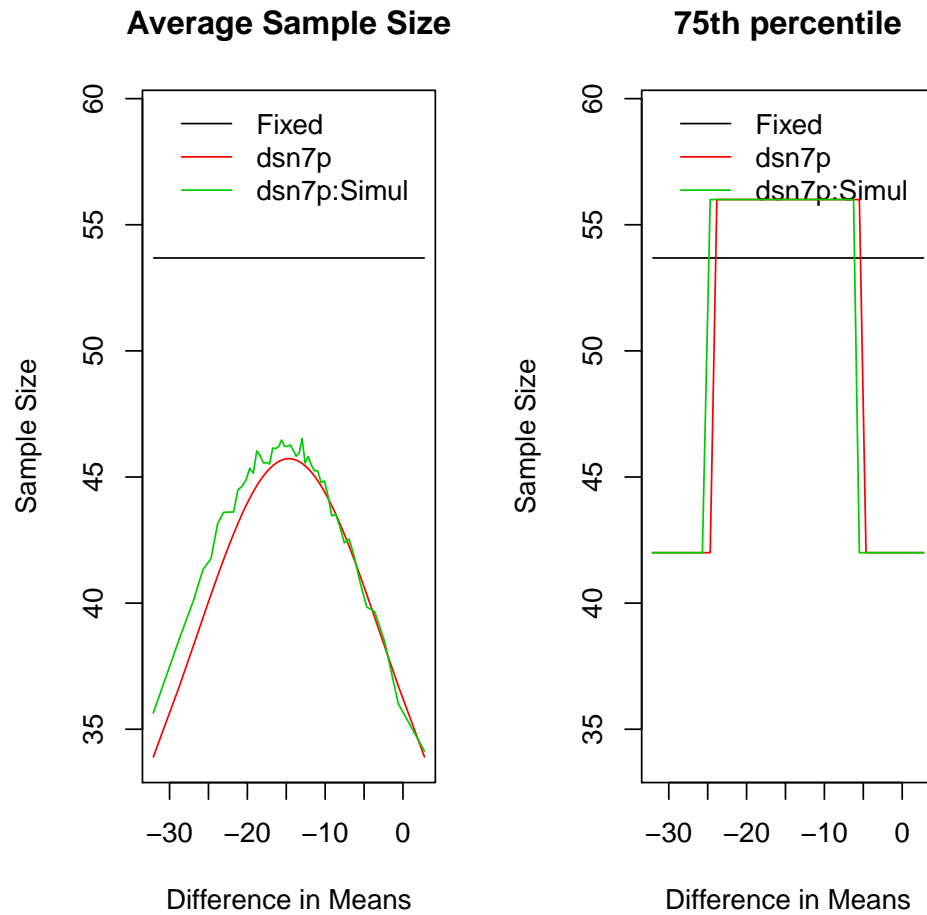 Average Sample Size
60
55
50
45
40
35
Sample Size
Fixed
dsn7p
dsn7p:Simul
−30 −20 −10 0
Difference in Means
75th percentile
60
55
50
45
40
35
Sample Size
Fixed
dsn7p
dsn7p:Simul
−30 −20 −10 0
Difference in Means